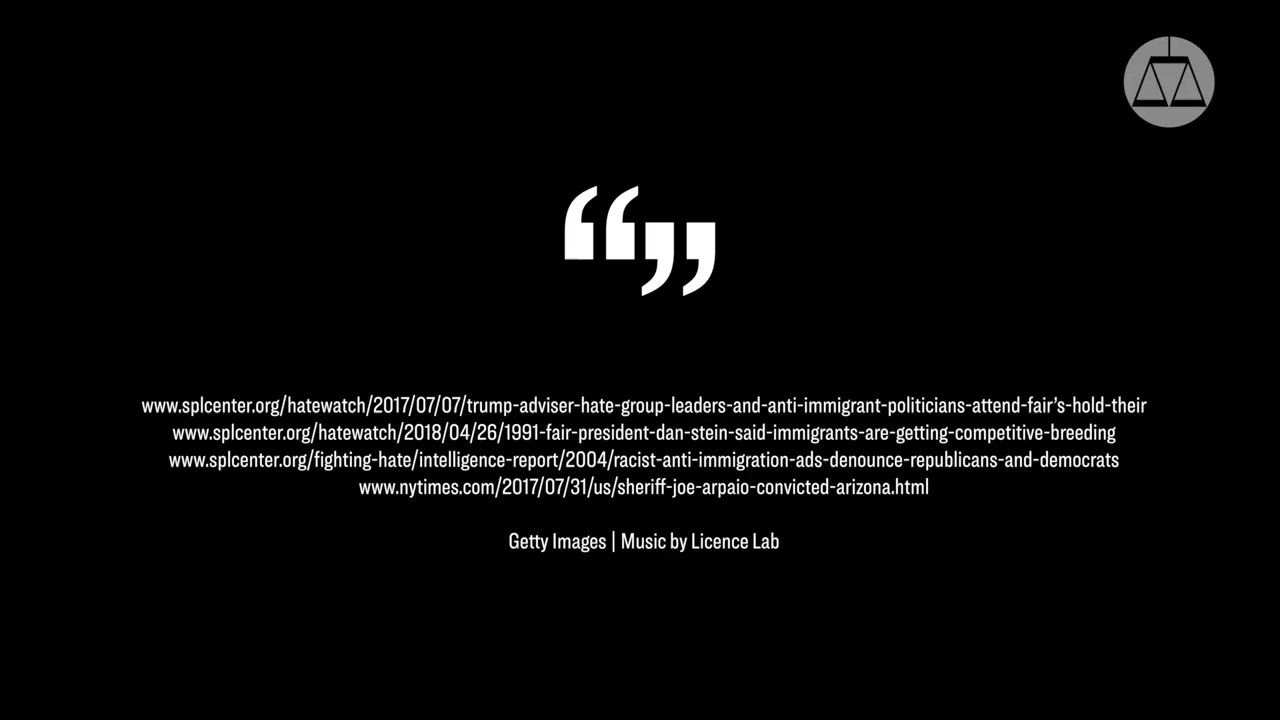 “”
www.splcenter.org/hatewatch/2017/07/07/trump-adviser-hate-group-leaders-and-anti-immigrant-politicians-attend-fair’s-hold-their
www.splcenter.org/hatewatch/2018/04/26/1991-fair-president-dan-stein-said-immigrants-are-getting-competitive-breeding
www.splcenter.org/fighting-hate/intelligence-report/2004/racist-anti-immigration-ads-denounce-republicans-and-democrats
www.nytimes.com/2017/07/31/us/sheriff-joe-arpaio-convicted-arizona.html
Getty Images | Music by Licence Lab